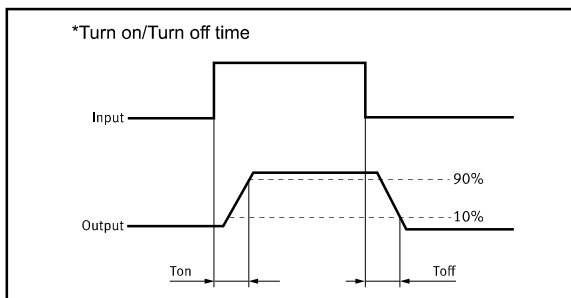 *Turn on/Turn off time
Input
90%
10%
Output
Ton
Toff